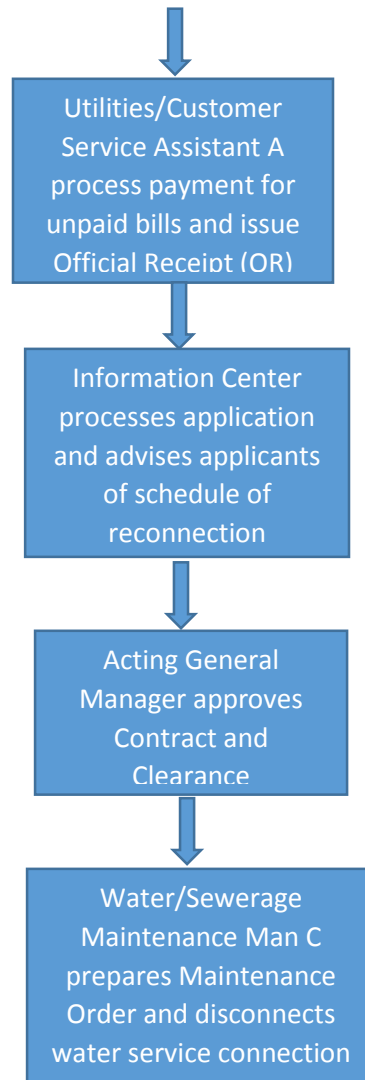 Utilities/Customer
Service Assistant A
process payment for
unpaid bills and issue
Official Receipt (OR)
Information Center
processes application
and advises applicants
of schedule of
reconnection
Acting General
Manager approves
Contract and
Clearance
Water/Sewerage
Maintenance Man C
prepares Maintenance
Order and disconnects
water service connection